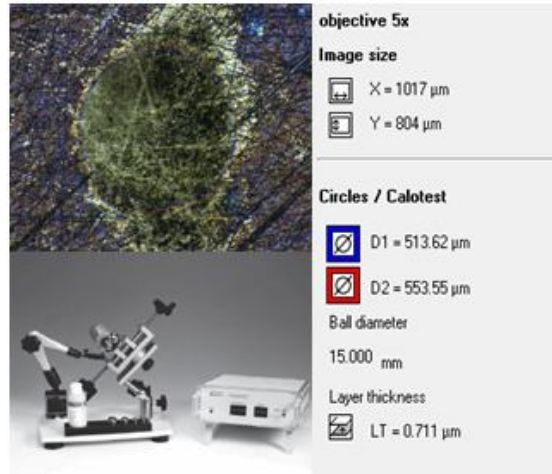 objective 5x
Image size
X = 1017 µm
Y = 804 µm
Circles / Calotest
D1 = 513.62 µm
D2 = 553.55 µm
Ball diameter
15.000 mm
Layer thickness
LT = 0.711 µm